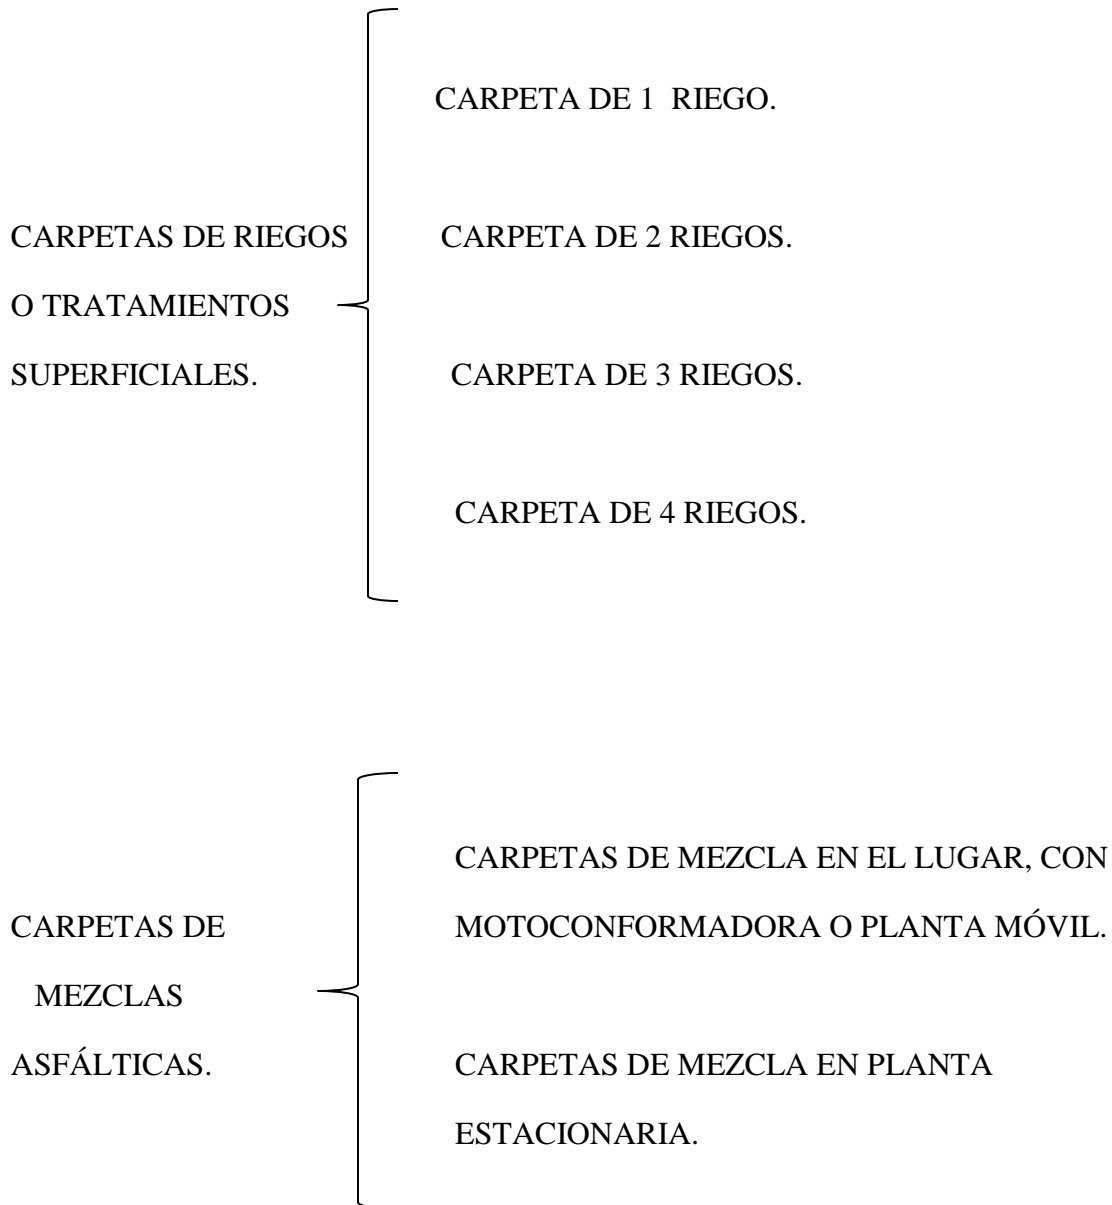 CARPETA DE 1  RIEGO.
CARPETAS DE RIEGOS
O TRATAMIENTOS
SUPERFICIALES.
CARPETA DE 2 RIEGOS.
CARPETA DE 3 RIEGOS.
CARPETA DE 4 RIEGOS.
CARPETAS DE
MEZCLAS
ASFÁLTICAS.
CARPETAS DE MEZCLA EN EL LUGAR, CON
MOTOCONFORMADORA O PLANTA MÓVIL.
CARPETAS DE MEZCLA EN PLANTA
ESTACIONARIA.